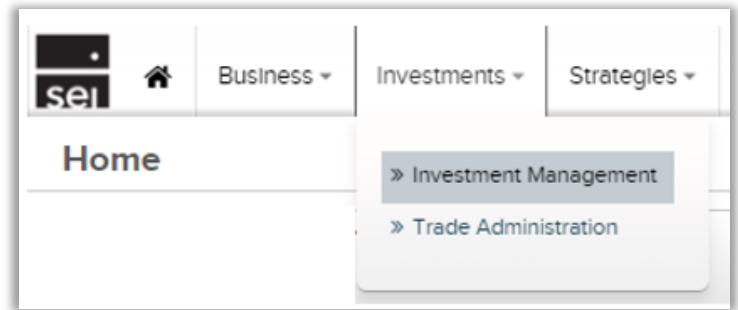 sei
Business
Investments
Strategies
Home
» Investment Management
» Trade Administration